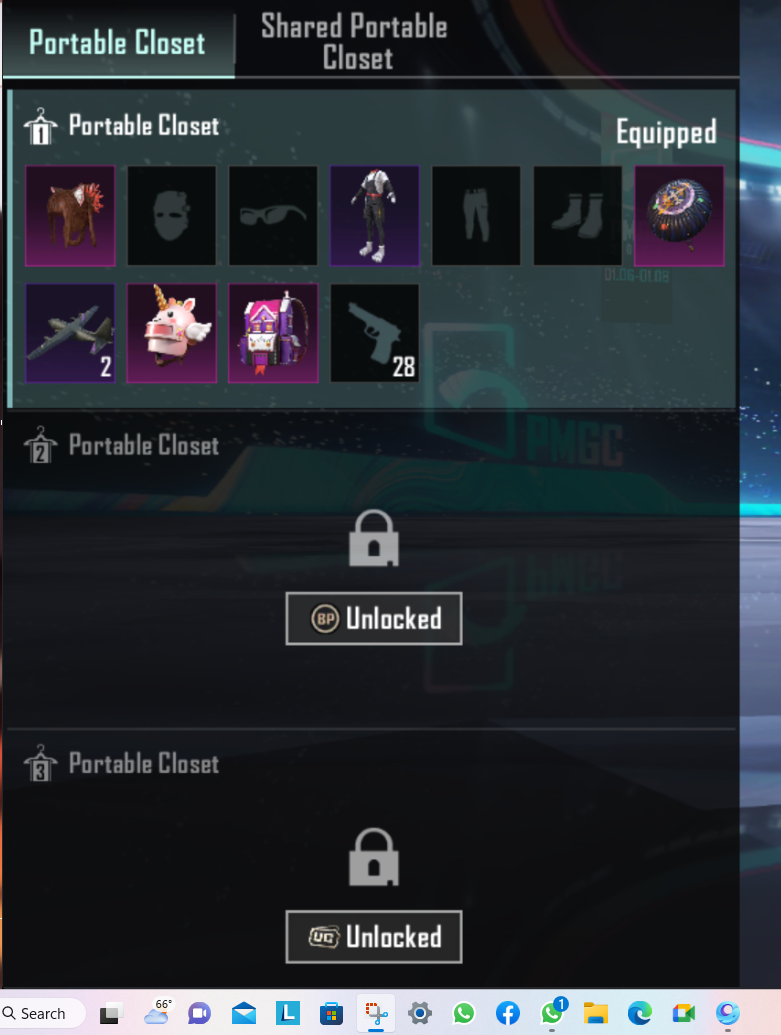 Portable Closet
Shared Portable
Closet
1 Portable Closet
Equipped
01.06-01.08
2
28
PMGC
2 Portable Closet
BP Unlocked
3 Portable Closet
UC Unlocked
Search
66°
L
1